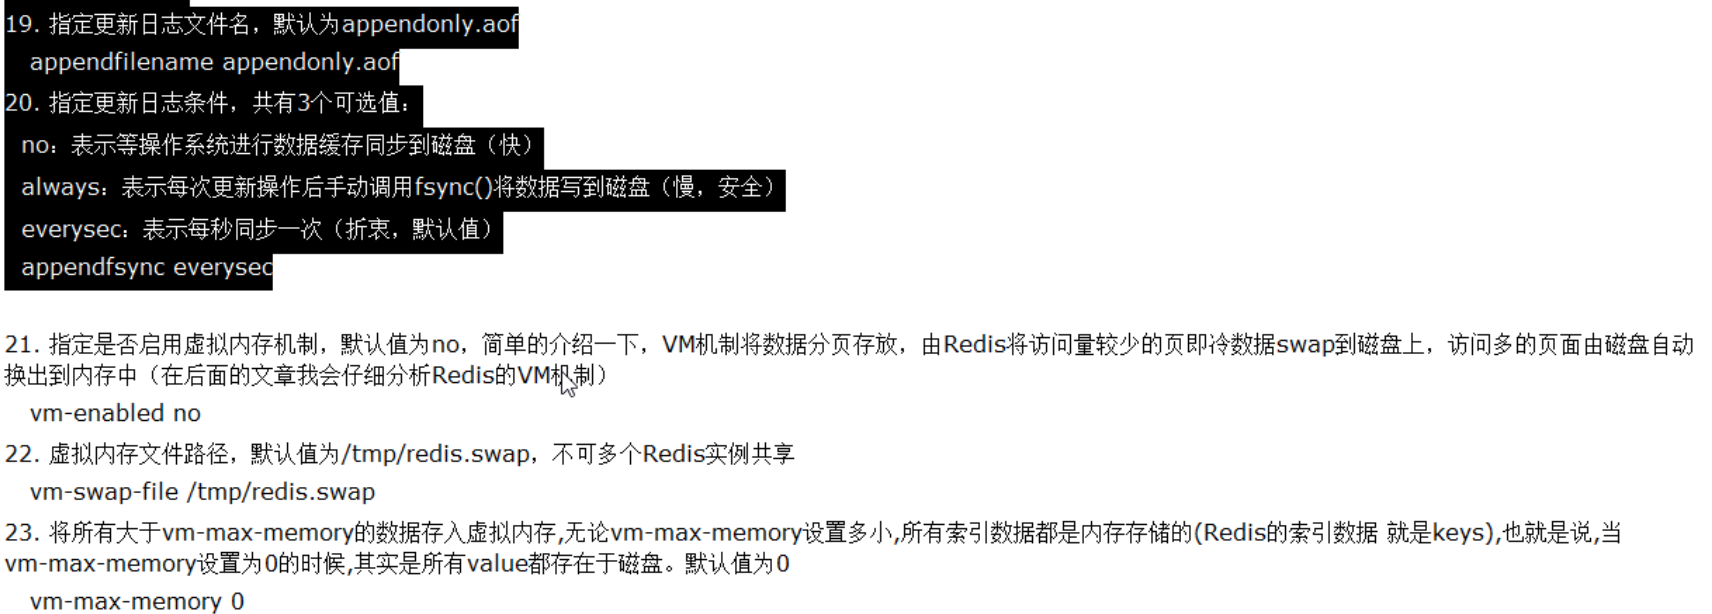 19. 指定更新日志文件名，默认为appendonly.aof
appendfilename appendonly.aof
20. 指定更新日志条件，共有3个可选值：
no：表示等操作系统进行数据缓存同步到磁盘（快）
always：表示每次更新操作后手动调用fsync()将数据写到磁盘（慢，安全）
everysec：表示每秒同步一次（折衷，默认值）
appendfsync everysec
21. 指定是否启用虚拟内存机制，默认值为no，简单的介绍一下，VM机制将数据分页存放，由Redis将访问量较少的页即冷数据swap到磁盘上，访问多的页面由磁盘自动
换出到内存中（在后面的文章我会仔细分析Redis的VM机制）
vm-enabled no
22. 虚拟内存文件路径，默认值为/tmp/redis.swap，不可多个Redis实例共享
vm-swap-file /tmp/redis.swap
23. 将所有大于vm-max-memory的数据存入虚拟内存,无论vm-max-memory设置多小,所有索引数据都是内存存储的(Redis的索引数据 就是keys),也就是说,当
vm-max-memory设置为0的时候,其实是所有value都存在于磁盘。默认值为0
vm-max-memory 0